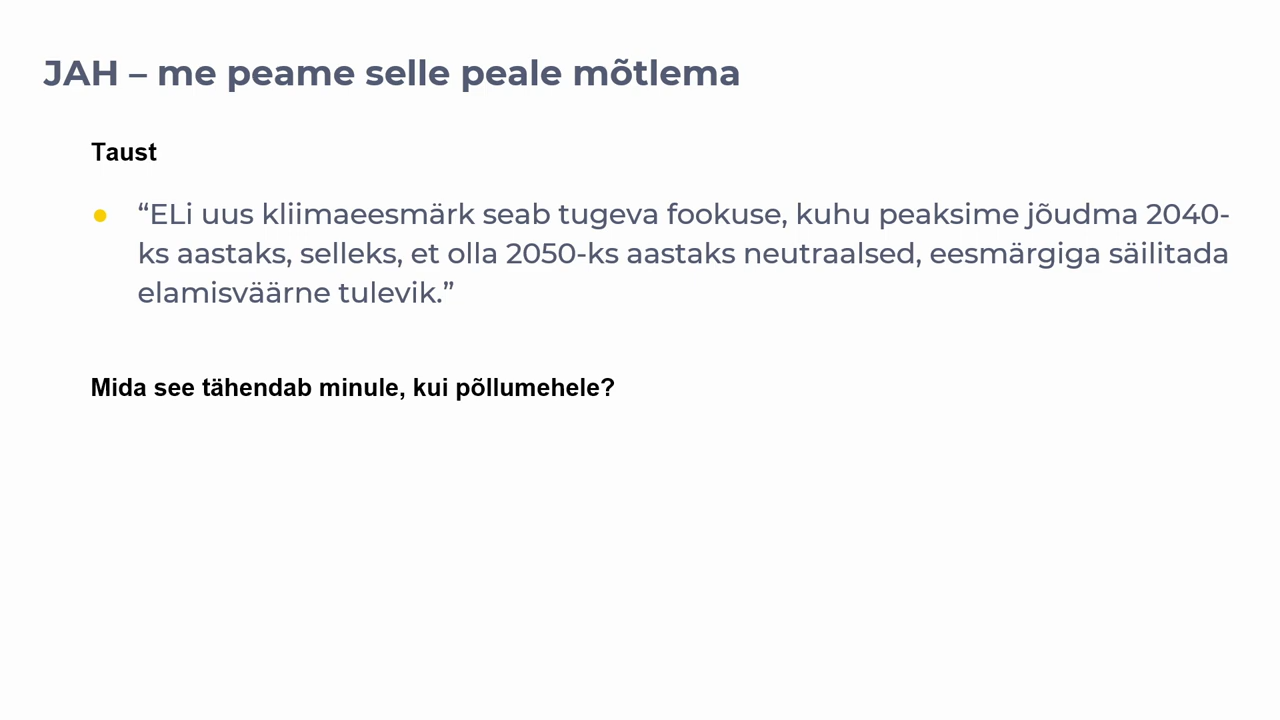 JAH – me peame selle peale mõtlema
Taust
● “ELi uus kliimaeesmärk seab tugeva fookuse, kuhu peaksime jõudma 2040-
ks aastaks, selleks, et olla 2050-ks aastaks neutraalsed, eesmärgiga säilitada
elamisväärne tulevik.”
Mida see tähendab minule, kui põllumehele?